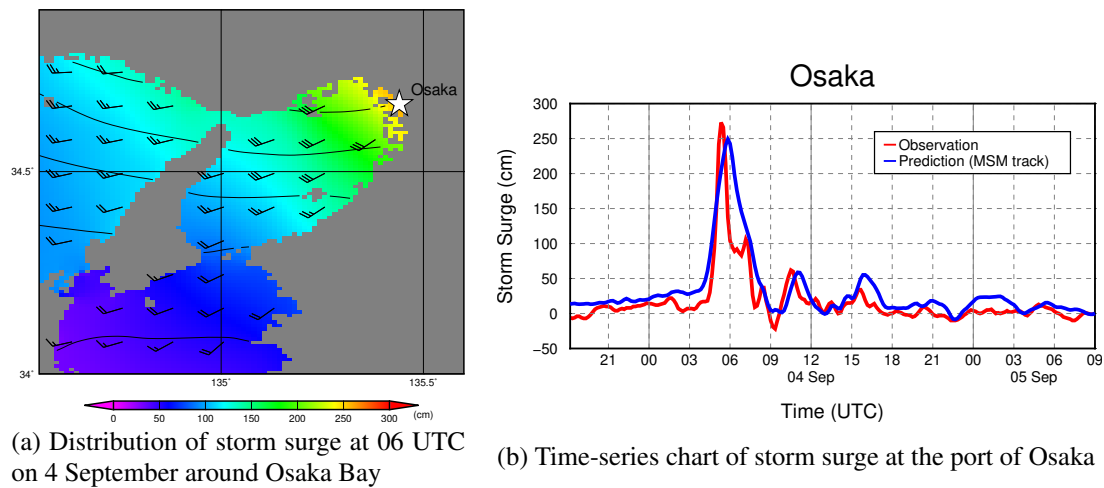 Osaka
34.5°
34°
135°
135.5°
0 50 100 150 200 250 300 (cm)
(a) Distribution of storm surge at 06 UTC
on 4 September around Osaka Bay
Osaka
Storm Surge (cm)
300
250
200
150
100
50
0
−50
Observation
Prediction (MSM track)
21 00 03 06 09 12 15 18 21 00 03 06 09
04 Sep 05 Sep
Time (UTC)
(b) Time-series chart of storm surge at the port of Osaka